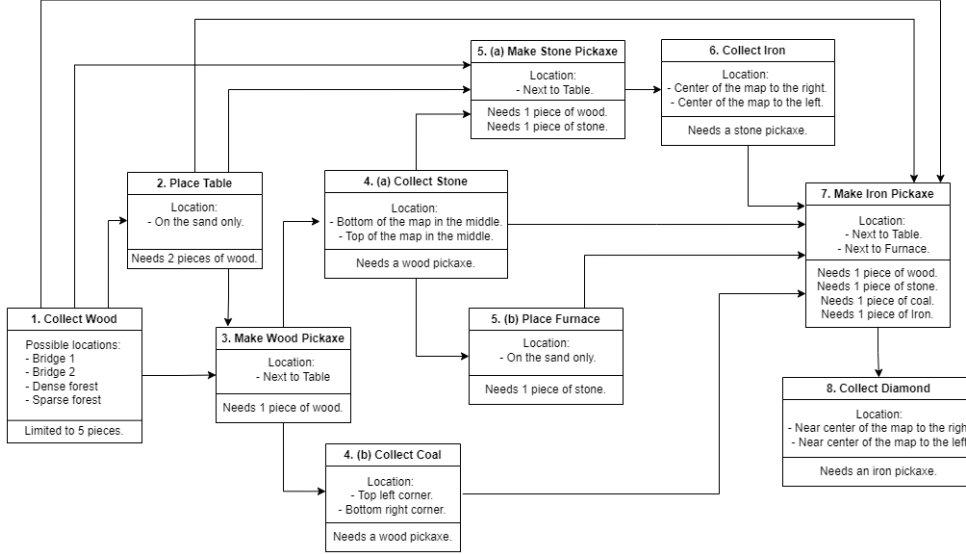 1. Collect Wood
Possible locations:
- Bridge 1
- Bridge 2
- Dense forest
- Sparse forest
Limited to 5 pieces.
2. Place Table
Location:
- On the sand only.
Needs 2 pieces of wood.
3. Make Wood Pickaxe
Location:
- Next to Table
Needs 1 piece of wood.
4. (a) Collect Stone
Location:
- Bottom of the map in the middle.
- Top of the map in the middle.
Needs a wood pickaxe.
4. (b) Collect Coal
Location:
- Top left corner.
- Bottom right corner.
Needs a wood pickaxe.
5. (a) Make Stone Pickaxe
Location:
- Next to Table.
Needs 1 piece of wood.
Needs 1 piece of stone.
5. (b) Place Furnace
Location:
- On the sand only.
Needs 1 piece of stone.
6. Collect Iron
Location:
- Center of the map to the right.
- Center of the map to the left.
Needs a stone pickaxe.
7. Make Iron Pickaxe
Location:
- Next to Table.
- Next to Furnace.
Needs 1 piece of wood.
Needs 1 piece of stone.
Needs 1 piece of coal.
Needs 1 piece of Iron.
8. Collect Diamond
Location:
- Near center of the map to the righ
- Near center of the map to the left
Needs an iron pickaxe.